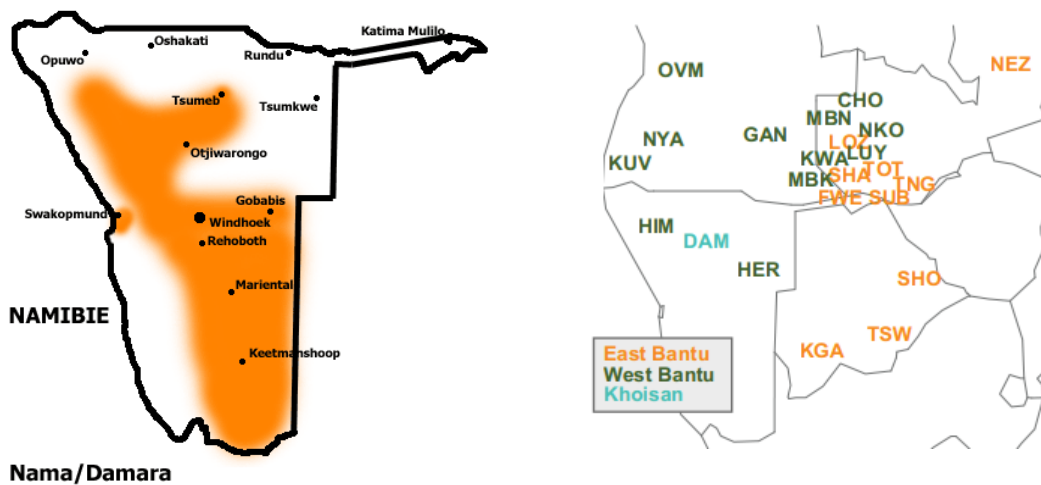 Katima Mulilo
Oshakati
Rundu
Opuwo
Tsumeb
Tsumkwe
Otjiwarongo
Gobabis
Swakopmund
Windhoek
Rehoboth
Mariental
NAMIBIE
Keetmanshoop
Nama/Damara
NEZ
OVM
CHO
MBN
NKO
GAN
NYA
LOZ
LUY
KWA
KUV
TOT
SHA
MBK
TNG
FWE
SUB
HIM
DAM
HER
SHO
TSW
KGA
East Bantu
West Bantu
Khoisan